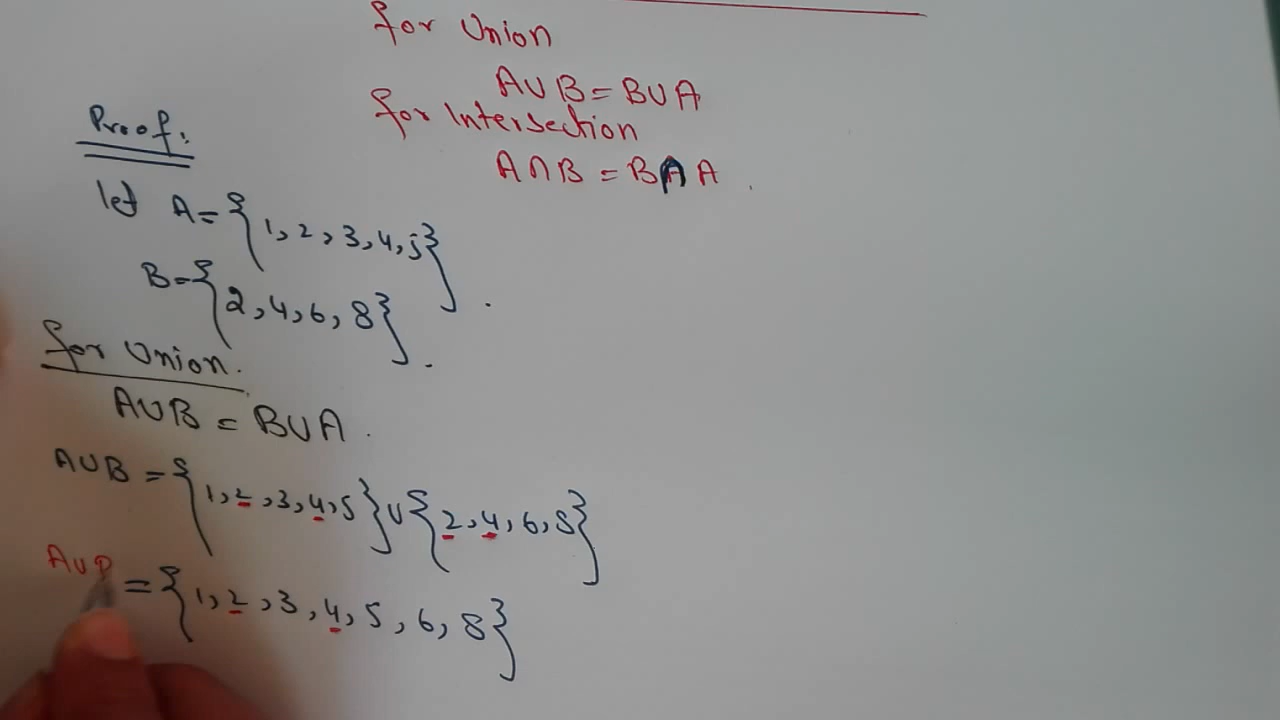 for Union
A∪B = B∪A
for Intersection
A∩B = B∩A .
Proof:
let A = {1, 2, 3, 4, 5} .
B = {2, 4, 6, 8} .
for Union.
A∪B = B∪A .
A∪B = {1, 2, 3, 4, 5} ∪ {2, 4, 6, 8}
A∪B = {1, 2, 3, 4, 5, 6, 8}